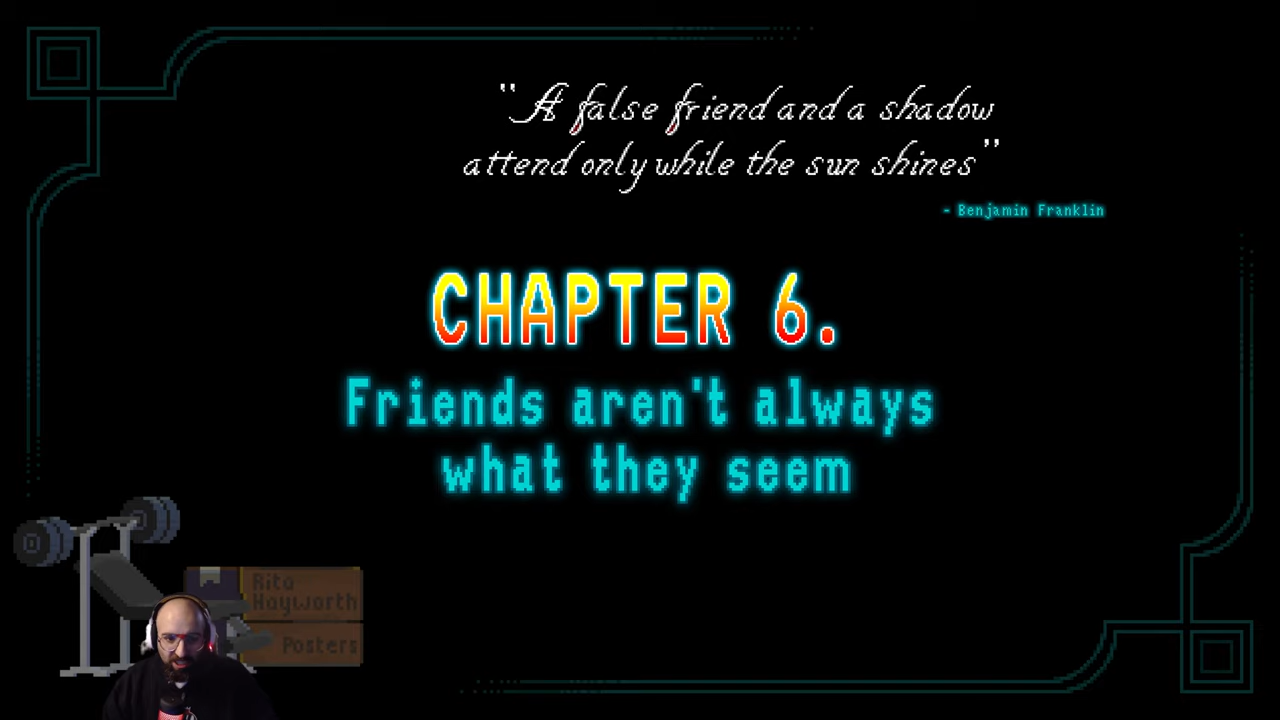 "A false friend and a shadow
attend only while the sun shines"
- Benjamin Franklin
CHAPTER 6.
Friends aren't always
what they seem
Rita
Hayworth
Posters